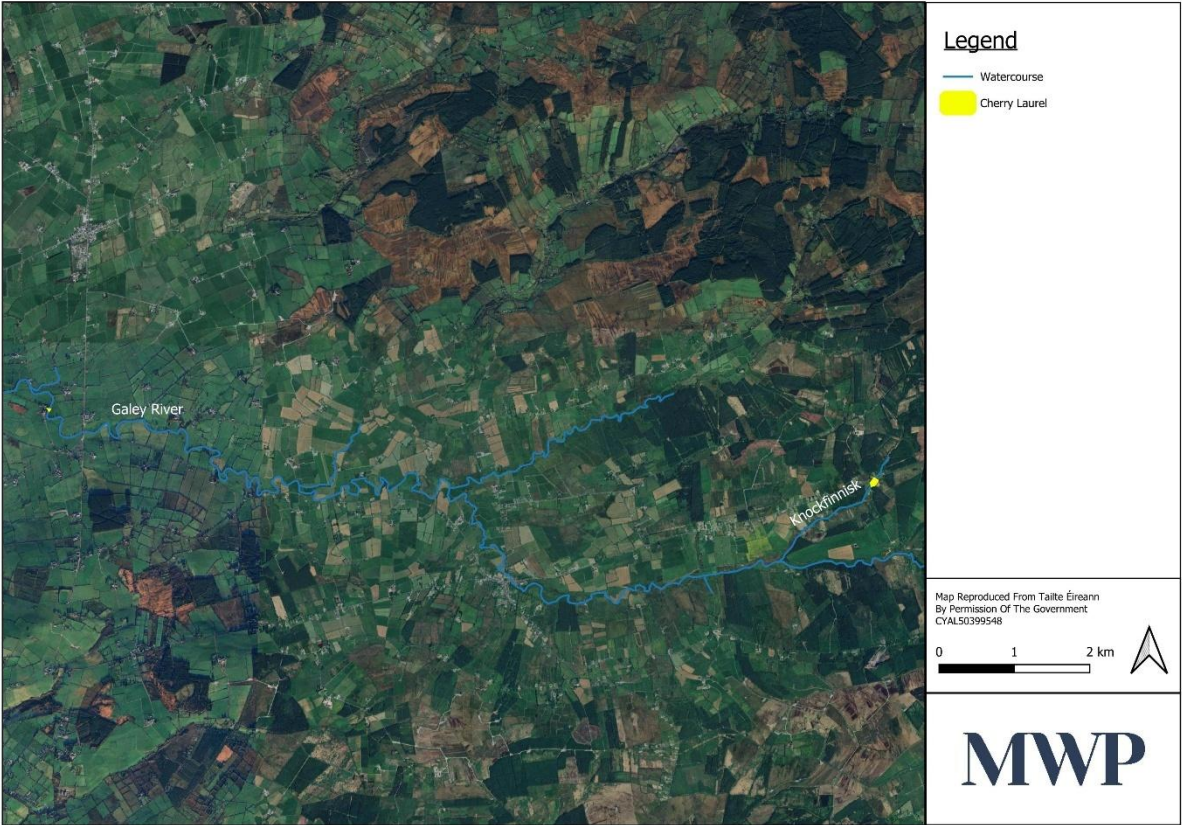 Legend
Watercourse
Cherry Laurel
Galey River
Knockfinnisk
Map Reproduced From Tailte Éireann
By Permission Of The Government
CYAL50399548
0 1 2 km
MWP